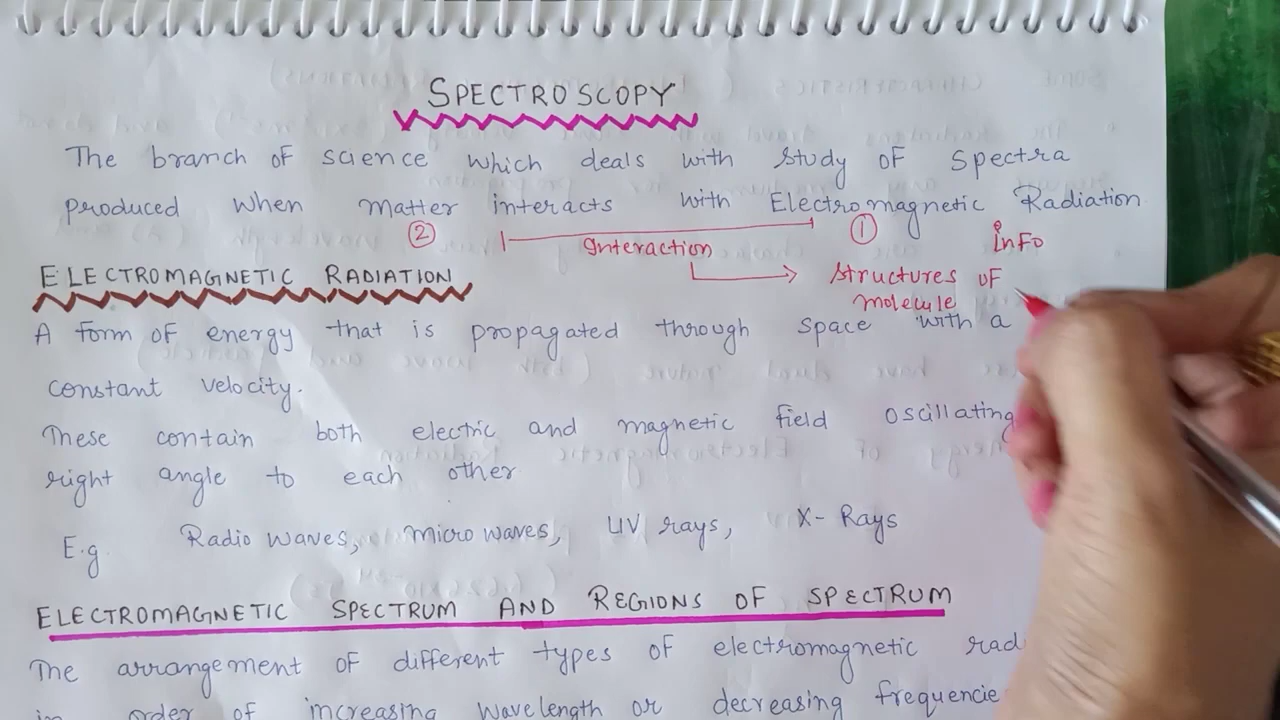 SPECTROSCOPY
The branch of science which deals with study of Spectra
produced when matter interacts with Electromagnetic Radiation
② Interaction ① info
ELECTROMAGNETIC RADIATION
structures of
molecule
A form of energy that is propagated through space with a
constant velocity.
These contain both electric and magnetic field oscillating
right angle to each other
E.g Radio waves, micro waves, UV rays, X-Rays
ELECTROMAGNETIC SPECTRUM AND REGIONS OF SPECTRUM
The arrangement of different types of electromagnetic radi
in order of increasing wavelength or decreasing frequencie